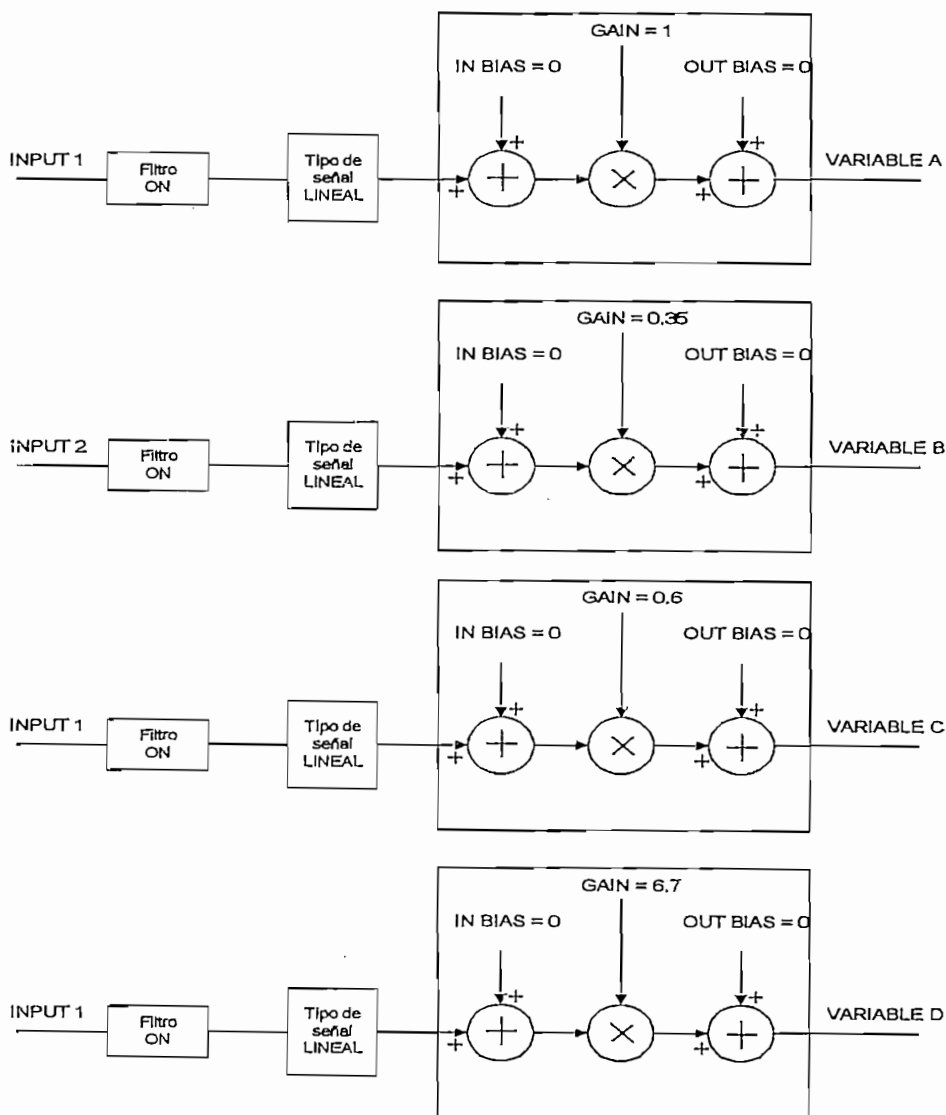 GAIN = 1
IN BIAS = 0
OUT BIAS = 0
INPUT 1
Filtro
ON
Tipo de
señal
LINEAL
+
+
+
×
+
+
+
VARIABLE A
GAIN = 0.35
IN BIAS = 0
OUT BIAS = 0
INPUT 2
Filtro
ON
Tipo de
señal
LINEAL
+
+
+
×
+
+
÷
VARIABLE B
GAIN = 0.6
IN BIAS = 0
OUT BIAS = 0
INPUT 1
Filtro
ON
Tipo de
señal
LINEAL
+
+
+
×
+
+
+
VARIABLE C
GAIN = 6.7
IN BIAS = 0
OUT BIAS = 0
INPUT 1
Filtro
ON
Tipo de
señal
LINEAL
+
+
+
×
+
+
+
VARIABLE D